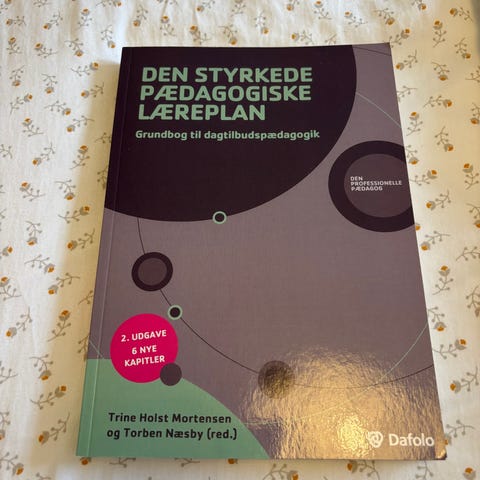 DEN STYRKEDE
PÆDAGOGISKE
LÆREPLAN
Grundbog til dagtilbudspædagogik
DEN
PROFESSIONELLE
PÆDAGOG
2. UDGAVE
6 NYE
KAPITLER
Trine Holst Mortensen
og Torben Næsby (red.)
Dafolo